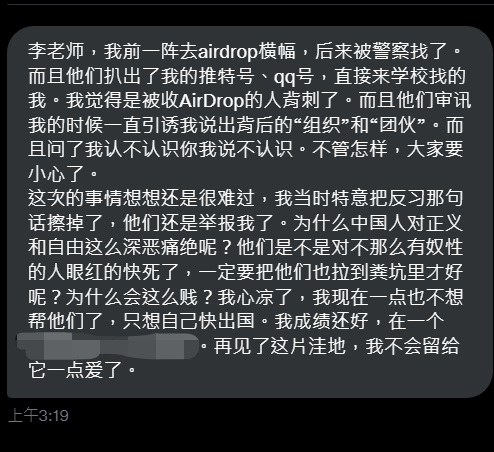 李老师，我前一阵去airdrop横幅，后来被警察找了。
而且他们扒出了我的推特号、qq号，直接来学校找的
我。我觉得是被收AirDrop的人背刺了。而且他们审讯
我的时候一直引诱我说出背后的“组织”和“团伙”。而
且问了我认不认识你我说不认识。不管怎样，大家要
小心了。
这次的事情想想还是很难过，我当时特意把反习那句
话擦掉了，他们还是举报我了。为什么中国人对正义
和自由这么深恶痛绝呢？他们是不是对不那么有奴性
的人眼红的快死了，一定要把他们也拉到粪坑里才好
呢？为什么会这么贱？我心凉了，我现在一点也不想
帮他们了，只想自己快出国。我成绩还好，在一个
。再见了这片洼地，我不会留给
它一点爱了。
上午3:19